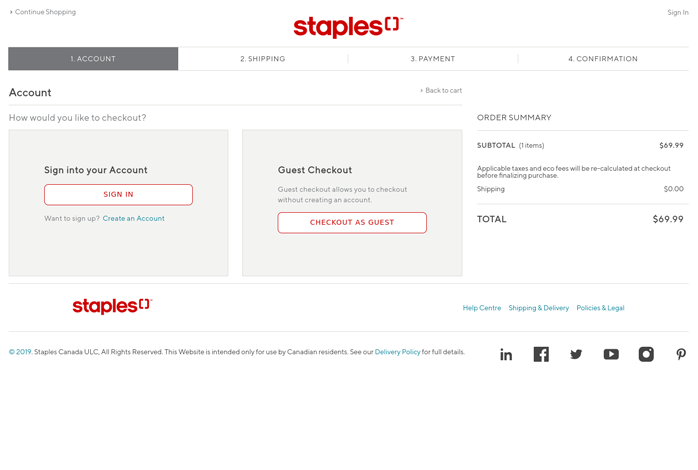 Continue Shopping
Sign In
staples
1. ACCOUNT
2. SHIPPING
3. PAYMENT
4. CONFIRMATION
Account
Back to cart
How would you like to checkout?
Sign into your Account
SIGN IN
Want to sign up? Create an Account
Guest Checkout
Guest checkout allows you to checkout
without creating an account.
CHECKOUT AS GUEST
ORDER SUMMARY
SUBTOTAL (1 items) $69.99
Applicable taxes and eco fees will be re-calculated at checkout
before finalizing purchase.
Shipping $0.00
TOTAL $69.99
staples
Help Centre Shipping & Delivery Policies & Legal
© 2019. Staples Canada ULC, All Rights Reserved. This Website is intended only for use by Canadian residents. See our Delivery Policy for full details.